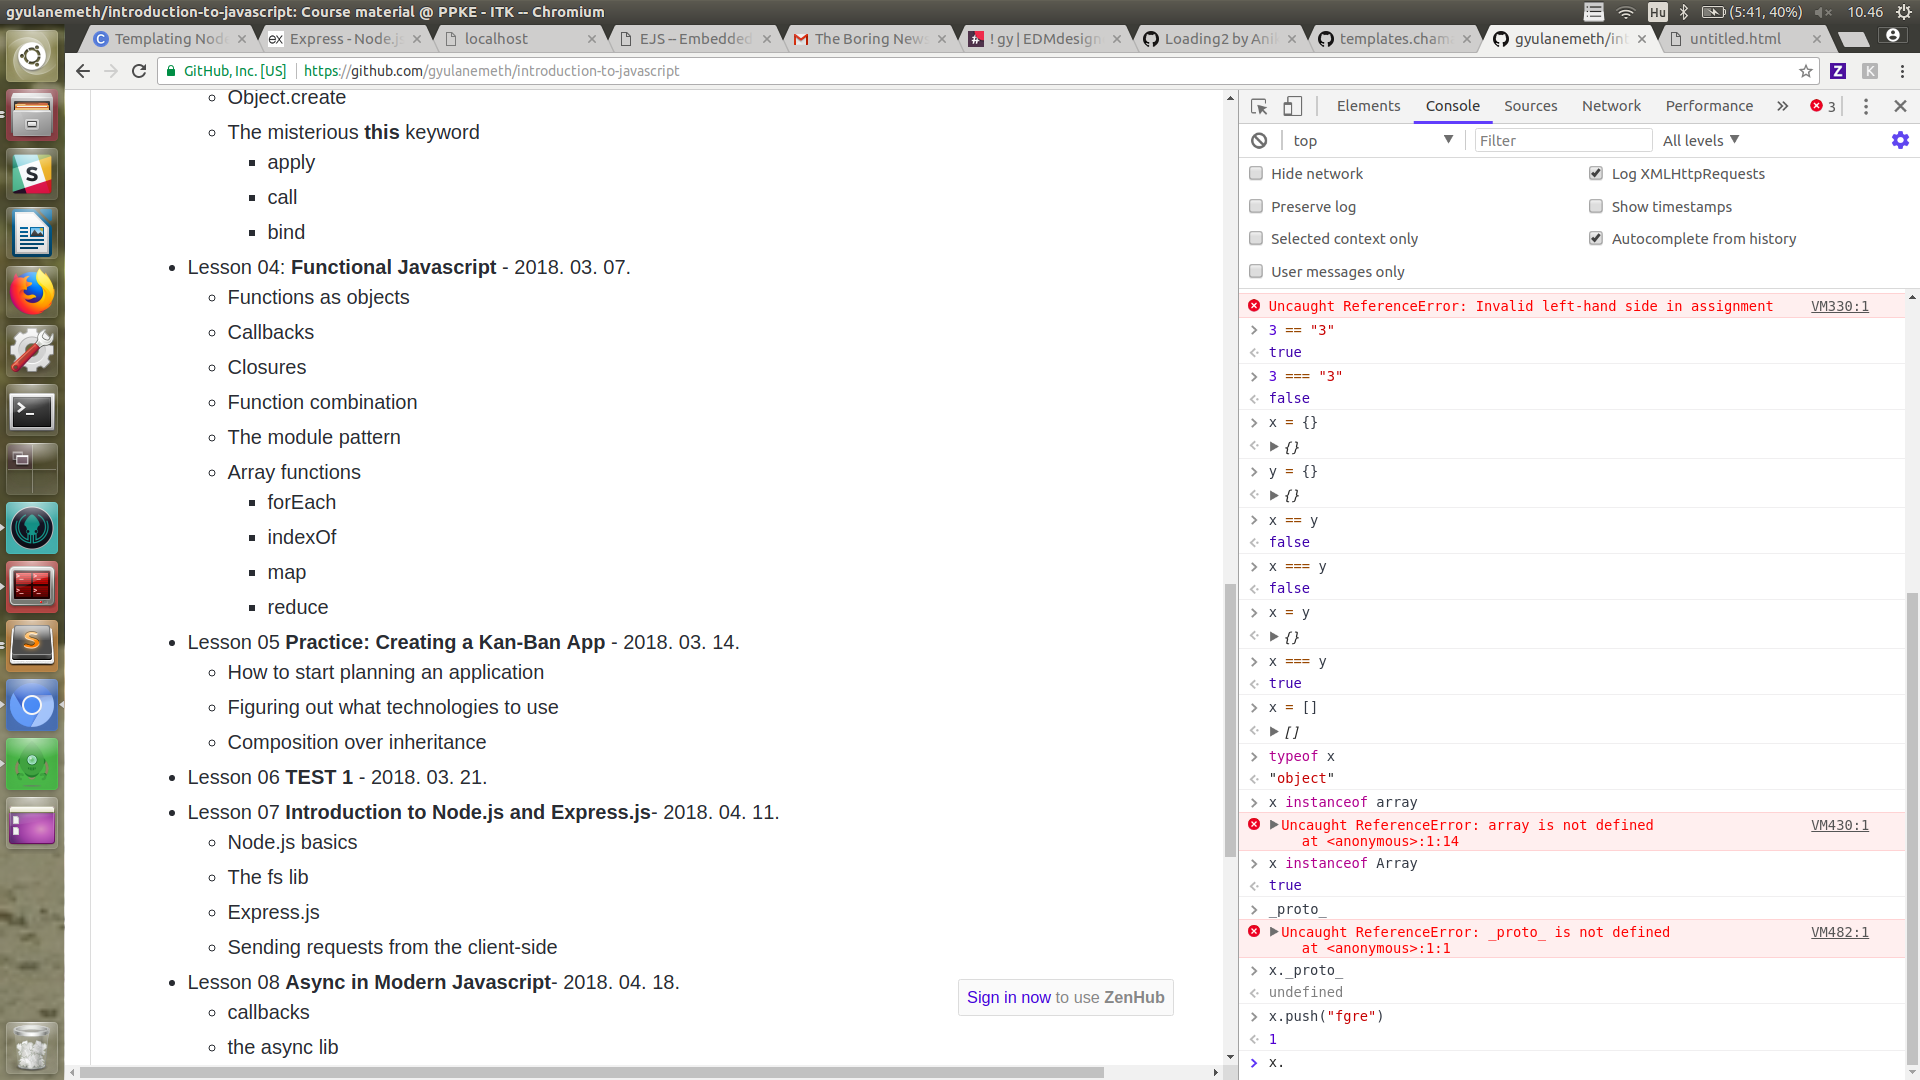 gyulanemeth/introduction-to-javascript: Course material @ PPKE - ITK -- Chromium
Hu
(5:41, 40%)
10.46
Templating Node
Express - Node.js
localhost
EJS -- Embedded
The Boring News
! gy | EDMdesign
Loading2 by Ani
templates.cham
gyulanemeth/int
untitled.html
GitHub, Inc. [US]
https://github.com/gyulanemeth/introduction-to-javascript
Object.create
The misterious this keyword
apply
call
bind
Lesson 04: Functional Javascript - 2018. 03. 07.
Functions as objects
Callbacks
Closures
Function combination
The module pattern
Array functions
forEach
indexOf
map
reduce
Lesson 05 Practice: Creating a Kan-Ban App - 2018. 03. 14.
How to start planning an application
Figuring out what technologies to use
Composition over inheritance
Lesson 06 TEST 1 - 2018. 03. 21.
Lesson 07 Introduction to Node.js and Express.js- 2018. 04. 11.
Node.js basics
The fs lib
Express.js
Sending requests from the client-side
Lesson 08 Async in Modern Javascript- 2018. 04. 18.
callbacks
the async lib
Sign in now to use ZenHub
Elements Console Sources Network Performance » 3
top Filter All levels
Hide network
Log XMLHttpRequests
Preserve log
Show timestamps
Selected context only
Autocomplete from history
User messages only
Uncaught ReferenceError: Invalid left-hand side in assignment VM330:1
3 == "3"
true
3 === "3"
false
x = {}
{}
y = {}
{}
x == y
false
x === y
false
x = y
{}
x === y
true
x = []
[]
typeof x
"object"
x instanceof array
Uncaught ReferenceError: array is not defined VM430:1
at <anonymous>:1:14
x instanceof Array
true
_proto_
Uncaught ReferenceError: _proto_ is not defined VM482:1
at <anonymous>:1:1
x._proto_
undefined
x.push("fgre")
1
x.